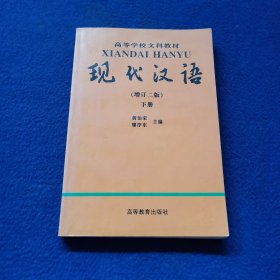 高等学校文科教材
XIANDAI HANYU
现代汉语
(增订二版)
下册
黄伯荣
廖序东 主编
高等教育出版社